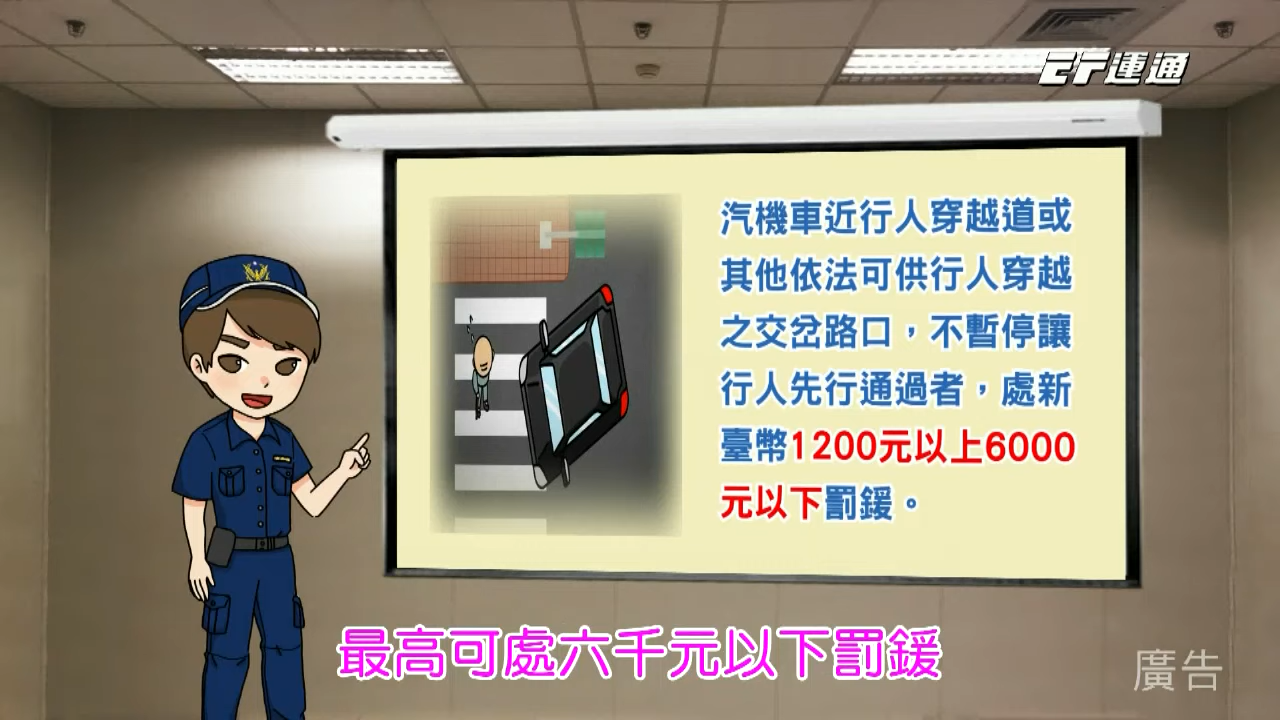 ET運通
汽機車近行人穿越道或
其他依法可供行人穿越
之交岔路口，不暫停讓
行人先行通過者，處新
臺幣1200元以上6000
元以下罰鍰。
最高可處六千元以下罰鍰
廣告